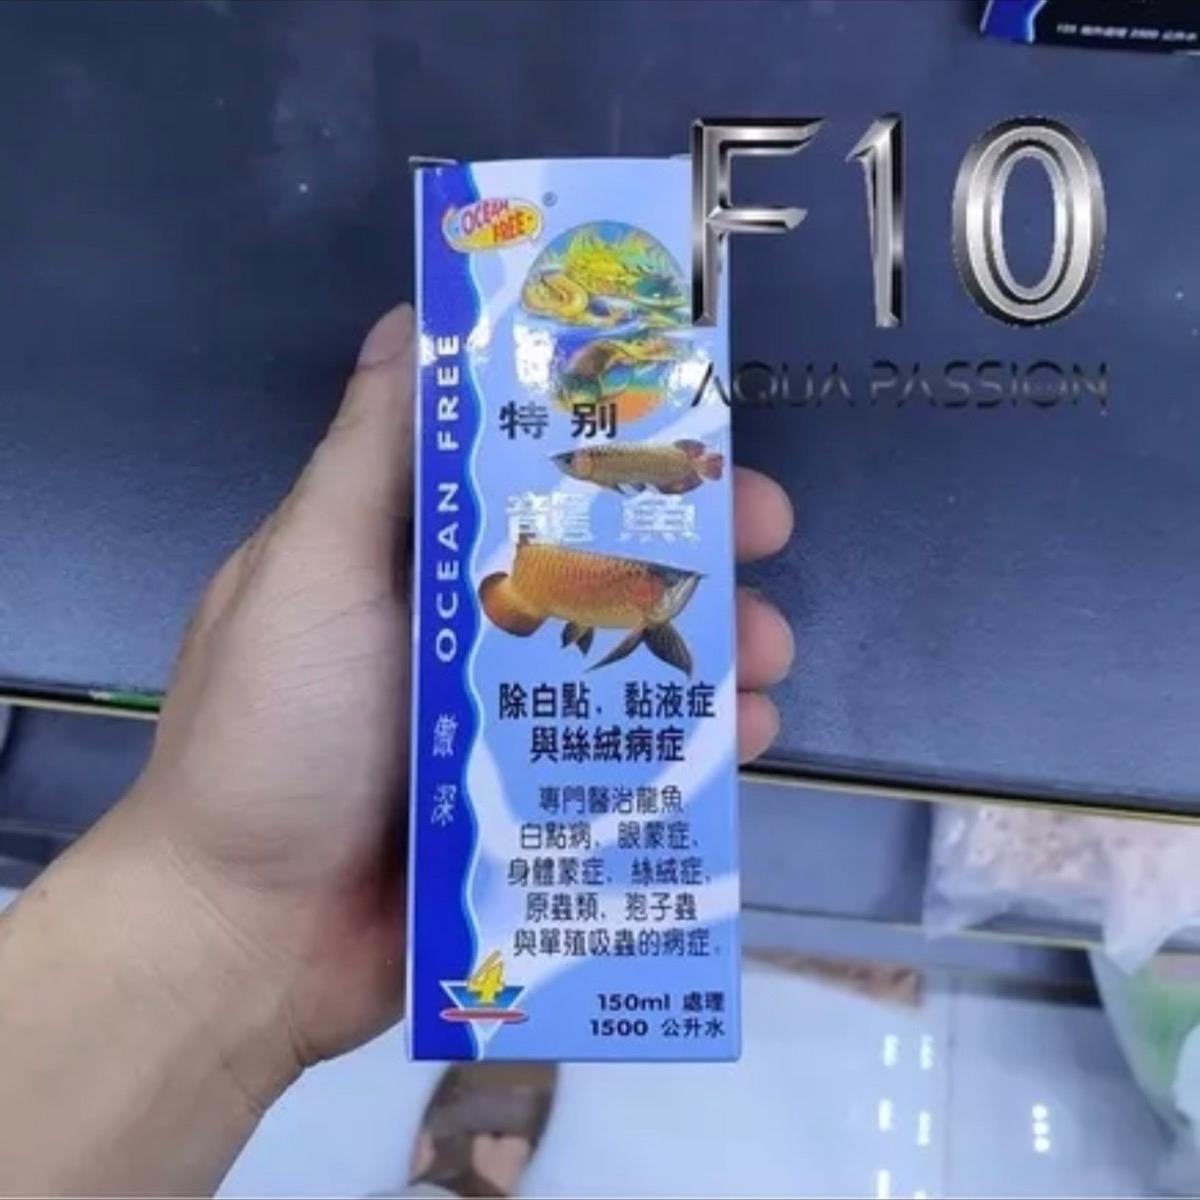 F10
AQUA PASSION
OCEAN
FREE
®
OCEAN FREE
特别
龍魚
除白點、黏液症
與絲絨病症
專門醫治龍魚
白點病、眼蒙症、
身體蒙症、絲絨症、
原蟲類、孢子蟲
與單殖吸蟲的病症。
4
150ml 處理
1500 公升水